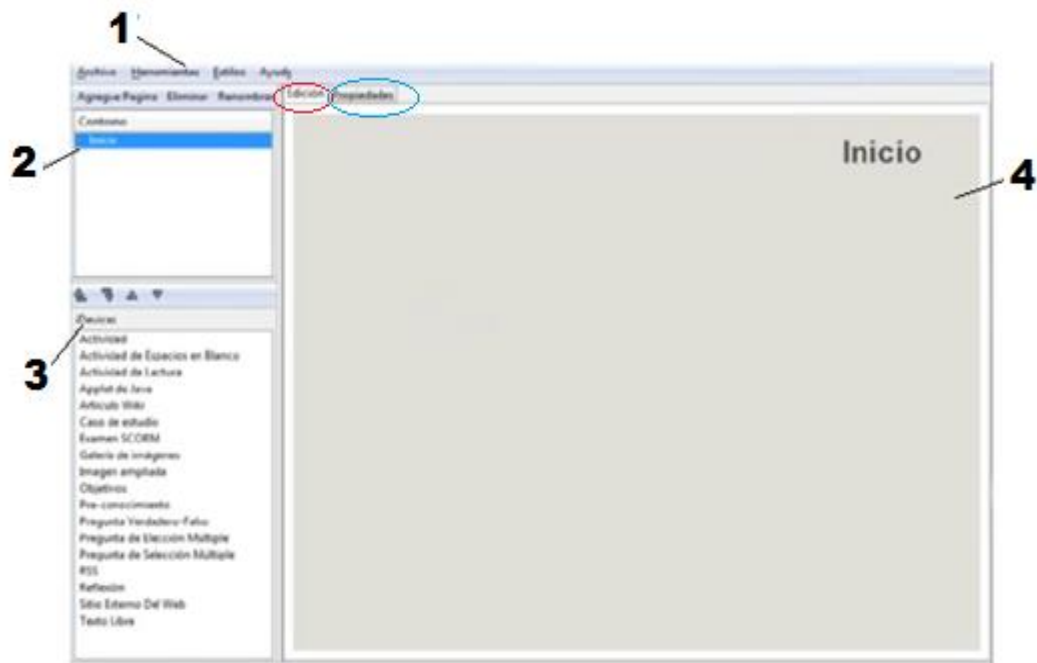 1
Archivo Herramientas Estilos Ayuda
Agregue Pagina Eliminar Renombrar Edición Propiedades
Contorno
Inicio
Inicio
2
4
iDevices
3
Actividad
Actividad de Espacios en Blanco
Actividad de Lectura
Applet de Java
Artículo Wiki
Caso de estudio
Examen SCORM
Galería de imágenes
Imagen ampliada
Objetivos
Pre-conocimiento
Pregunta Verdadero-Falso
Pregunta de Elección Multiple
Pregunta de Selección Múltiple
RSS
Reflexión
Sitio Externo Del Web
Texto Libre